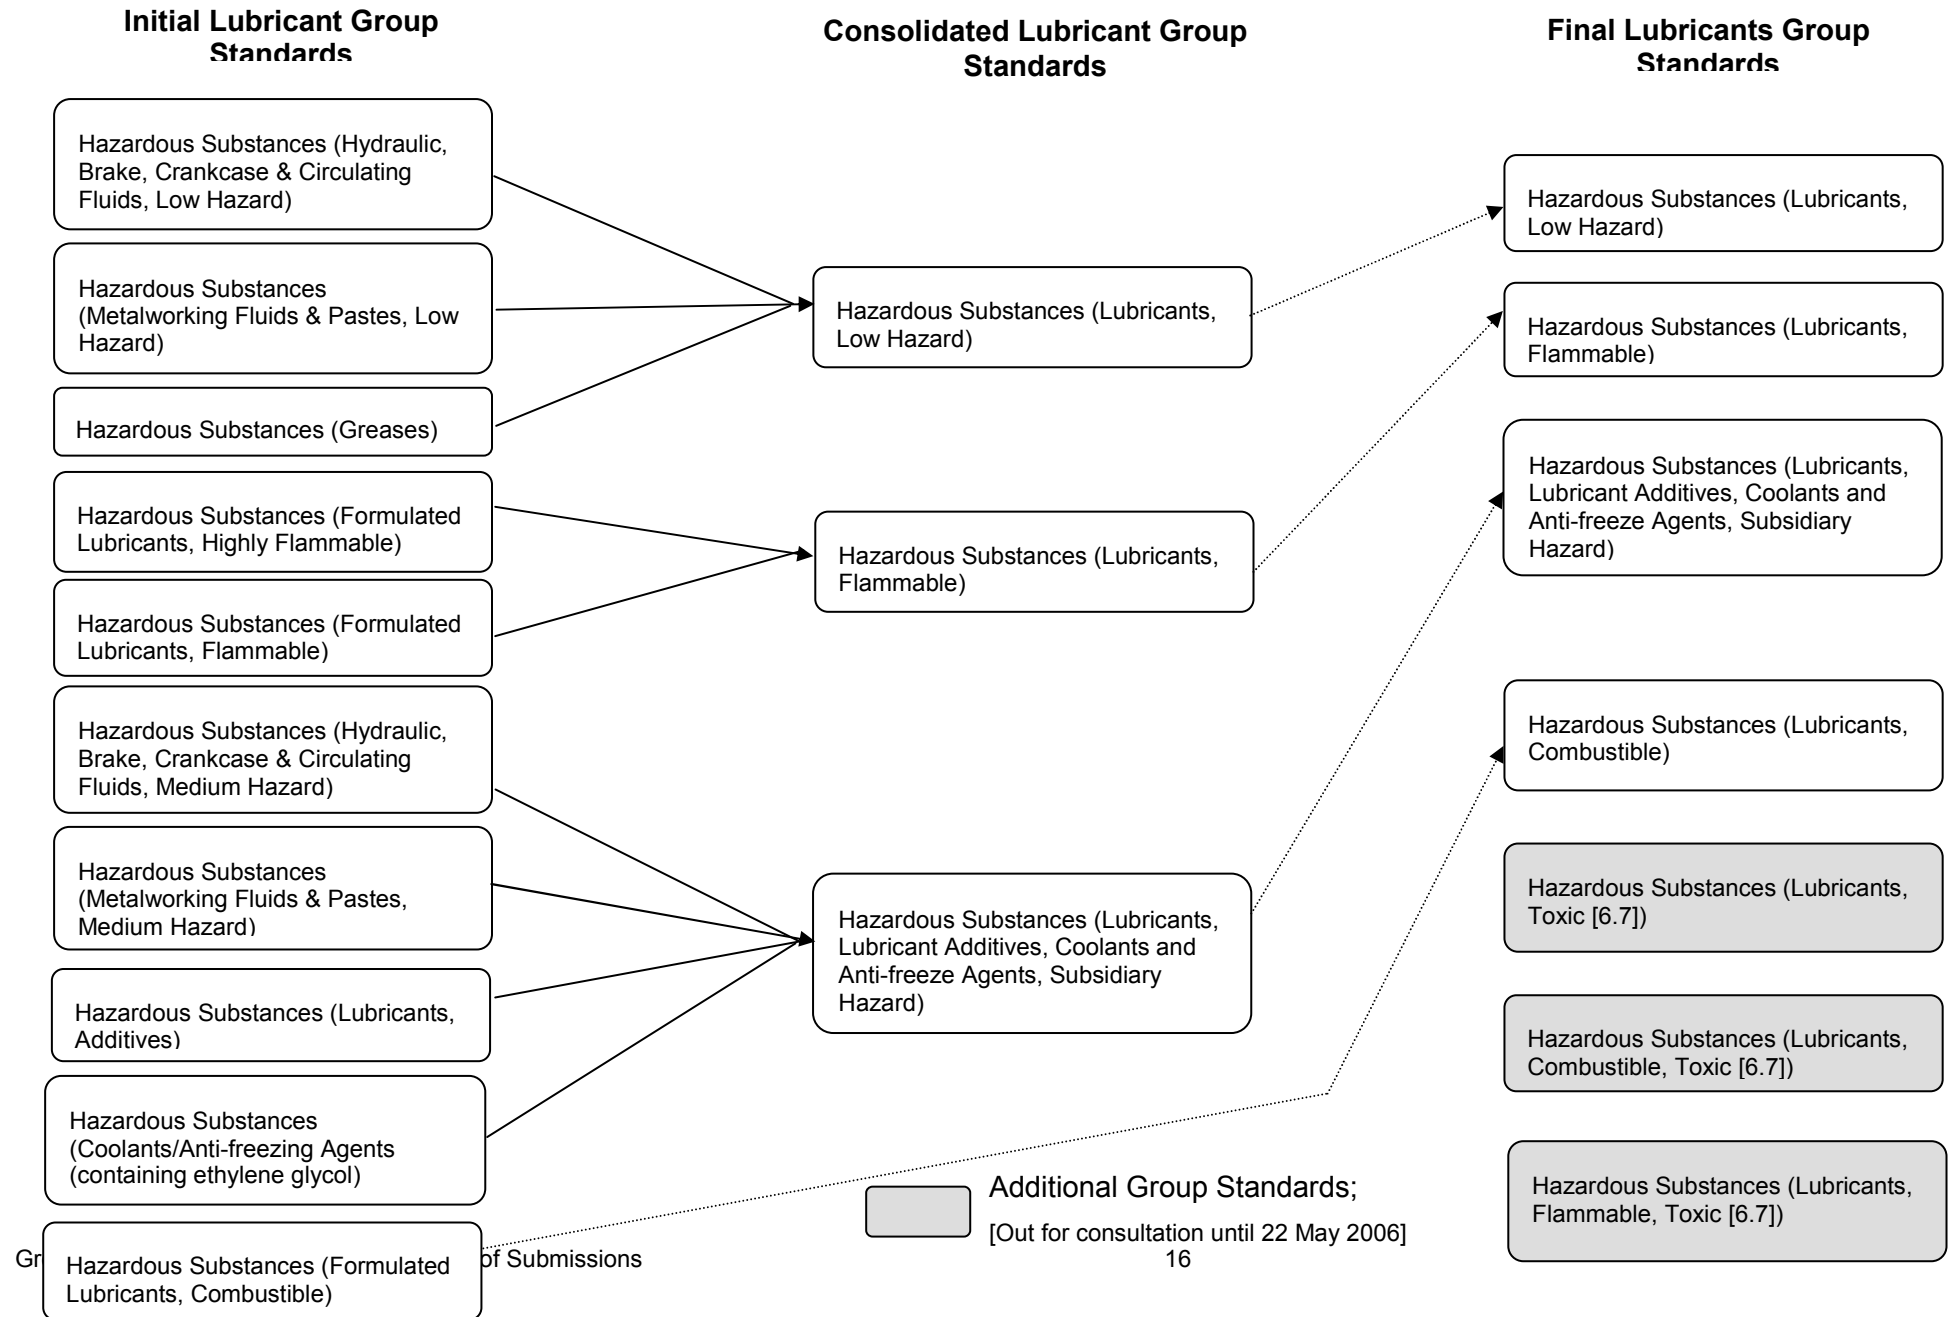 Initial Lubricant Group
Standards
Hazardous Substances (Hydraulic,
Brake, Crankcase & Circulating
Fluids, Low Hazard)
Hazardous Substances
(Metalworking Fluids & Pastes, Low
Hazard)
Hazardous Substances (Greases)
Hazardous Substances (Formulated
Lubricants, Highly Flammable)
Hazardous Substances (Formulated
Lubricants, Flammable)
Hazardous Substances (Hydraulic,
Brake, Crankcase & Circulating
Fluids, Medium Hazard)
Hazardous Substances
(Metalworking Fluids & Pastes,
Medium Hazard)
Hazardous Substances (Lubricants,
Additives)
Hazardous Substances
(Coolants/Anti-freezing Agents
(containing ethylene glycol)
Hazardous Substances (Formulated
Lubricants, Combustible)
Consolidated Lubricant Group
Standards
Hazardous Substances (Lubricants,
Low Hazard)
Hazardous Substances (Lubricants,
Flammable)
Hazardous Substances (Lubricants,
Lubricant Additives, Coolants and
Anti-freeze Agents, Subsidiary
Hazard)
Final Lubricants Group
Standards
Hazardous Substances (Lubricants,
Low Hazard)
Hazardous Substances (Lubricants,
Flammable)
Hazardous Substances (Lubricants,
Lubricant Additives, Coolants and
Anti-freeze Agents, Subsidiary
Hazard)
Hazardous Substances (Lubricants,
Combustible)
Hazardous Substances (Lubricants,
Toxic [6.7])
Hazardous Substances (Lubricants,
Combustible, Toxic [6.7])
Hazardous Substances (Lubricants,
Flammable, Toxic [6.7])
Additional Group Standards;
[Out for consultation until 22 May 2006]
of Submissions 16